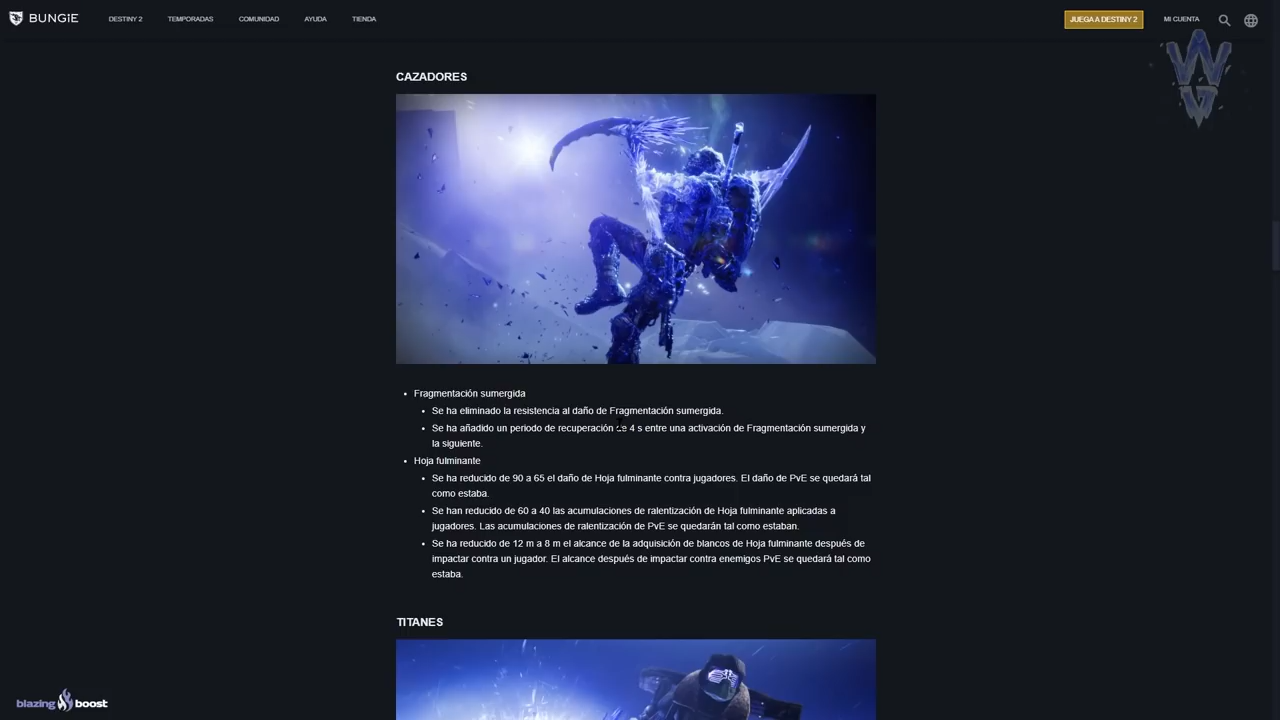 BUNGiE
DESTINY 2
TEMPORADAS
COMUNIDAD
AYUDA
TIENDA
JUEGA A DESTINY 2
MI CUENTA
CAZADORES
Fragmentación sumergida
Se ha eliminado la resistencia al daño de Fragmentación sumergida.
Se ha añadido un periodo de recuperación 4 s entre una activación de Fragmentación sumergida y
la siguiente.
Hoja fulminante
Se ha reducido de 90 a 65 el daño de Hoja fulminante contra jugadores. El daño de PvE se quedará tal
como estaba.
Se han reducido de 60 a 40 las acumulaciones de ralentización de Hoja fulminante aplicadas a
jugadores. Las acumulaciones de ralentización de PvE se quedarán tal como estaban.
Se ha reducido de 12 m a 8 m el alcance de la adquisición de blancos de Hoja fulminante después de
impactar contra un jugador. El alcance después de impactar contra enemigos PvE se quedará tal como
estaba.
TITANES
blazing boost